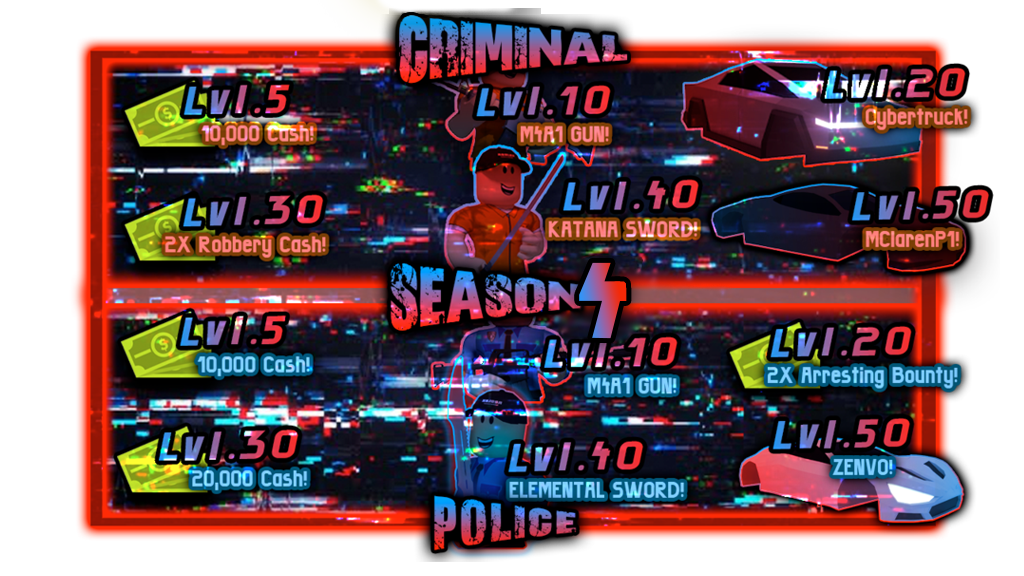 CRIMINAL
Lvl.5
10,000 Cash!
Lvl.10
M4A1 GUN!
Lvl.20
Cybertruck!
Lvl.30
2X Robbery Cash!
Lvl.40
KATANA SWORD!
Lvl.50
MClarenP1!
SEASON 4
Lvl.5
10,000 Cash!
Lvl.10
M4A1 GUN!
Lvl.20
2X Arresting Bounty!
Lvl.30
20,000 Cash!
Lvl.40
ELEMENTAL SWORD!
Lvl.50
ZENVO!
POLICE